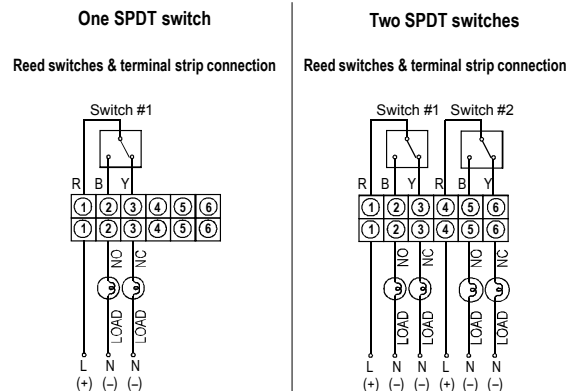 One SPDT switch
Reed switches & terminal strip connection
Switch #1
R B Y
1 2 3 4 5 6
1 2 3 4 5 6
NO NC
LOAD LOAD
L N N
(+) (–) (–)
Two SPDT switches
Reed switches & terminal strip connection
Switch #1 Switch #2
R B Y R B Y
1 2 3 4 5 6
1 2 3 4 5 6
NO NC NO NC
LOAD LOAD LOAD LOAD
L N N L N N
(+) (–) (–) (+) (–) (–)